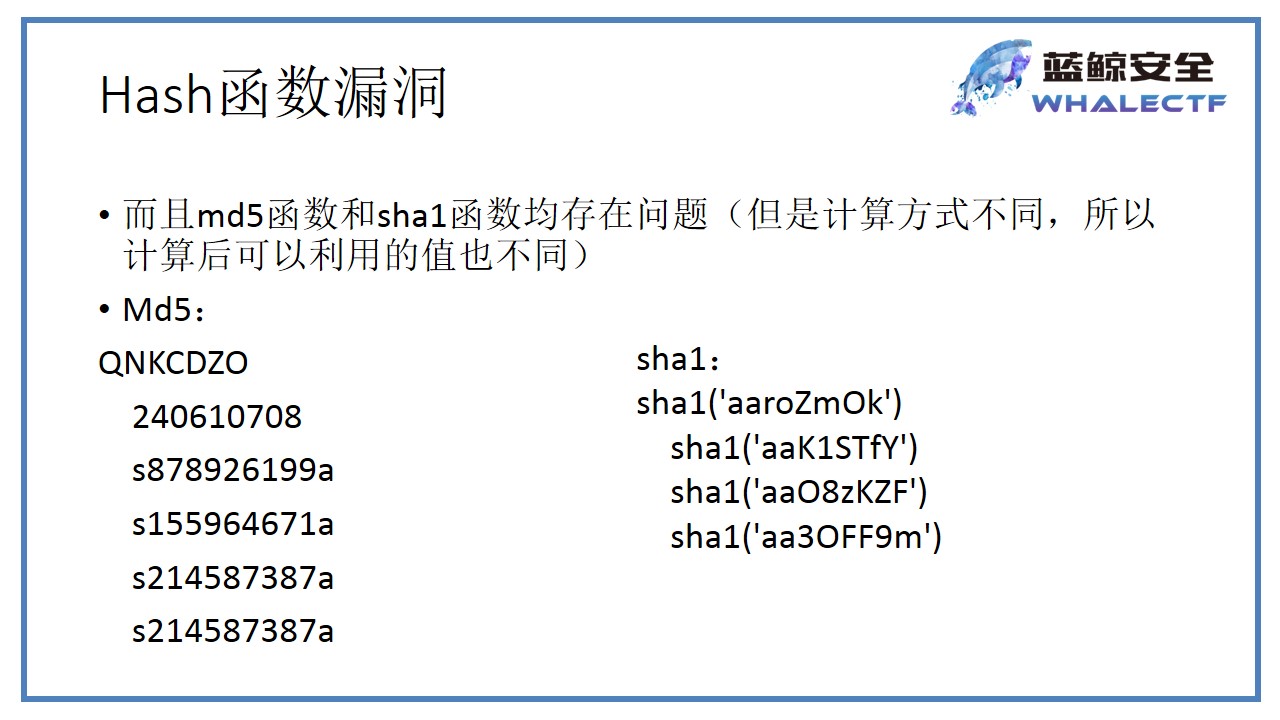 Hash函数漏洞
蓝鲸安全
WHALECTF
• 而且md5函数和sha1函数均存在问题（但是计算方式不同，所以
计算后可以利用的值也不同）
• Md5：
QNKCDZO
240610708
s878926199a
s155964671a
s214587387a
s214587387a
sha1：
sha1('aaroZmOk')
sha1('aaK1STfY')
sha1('aaO8zKZF')
sha1('aa3OFF9m')